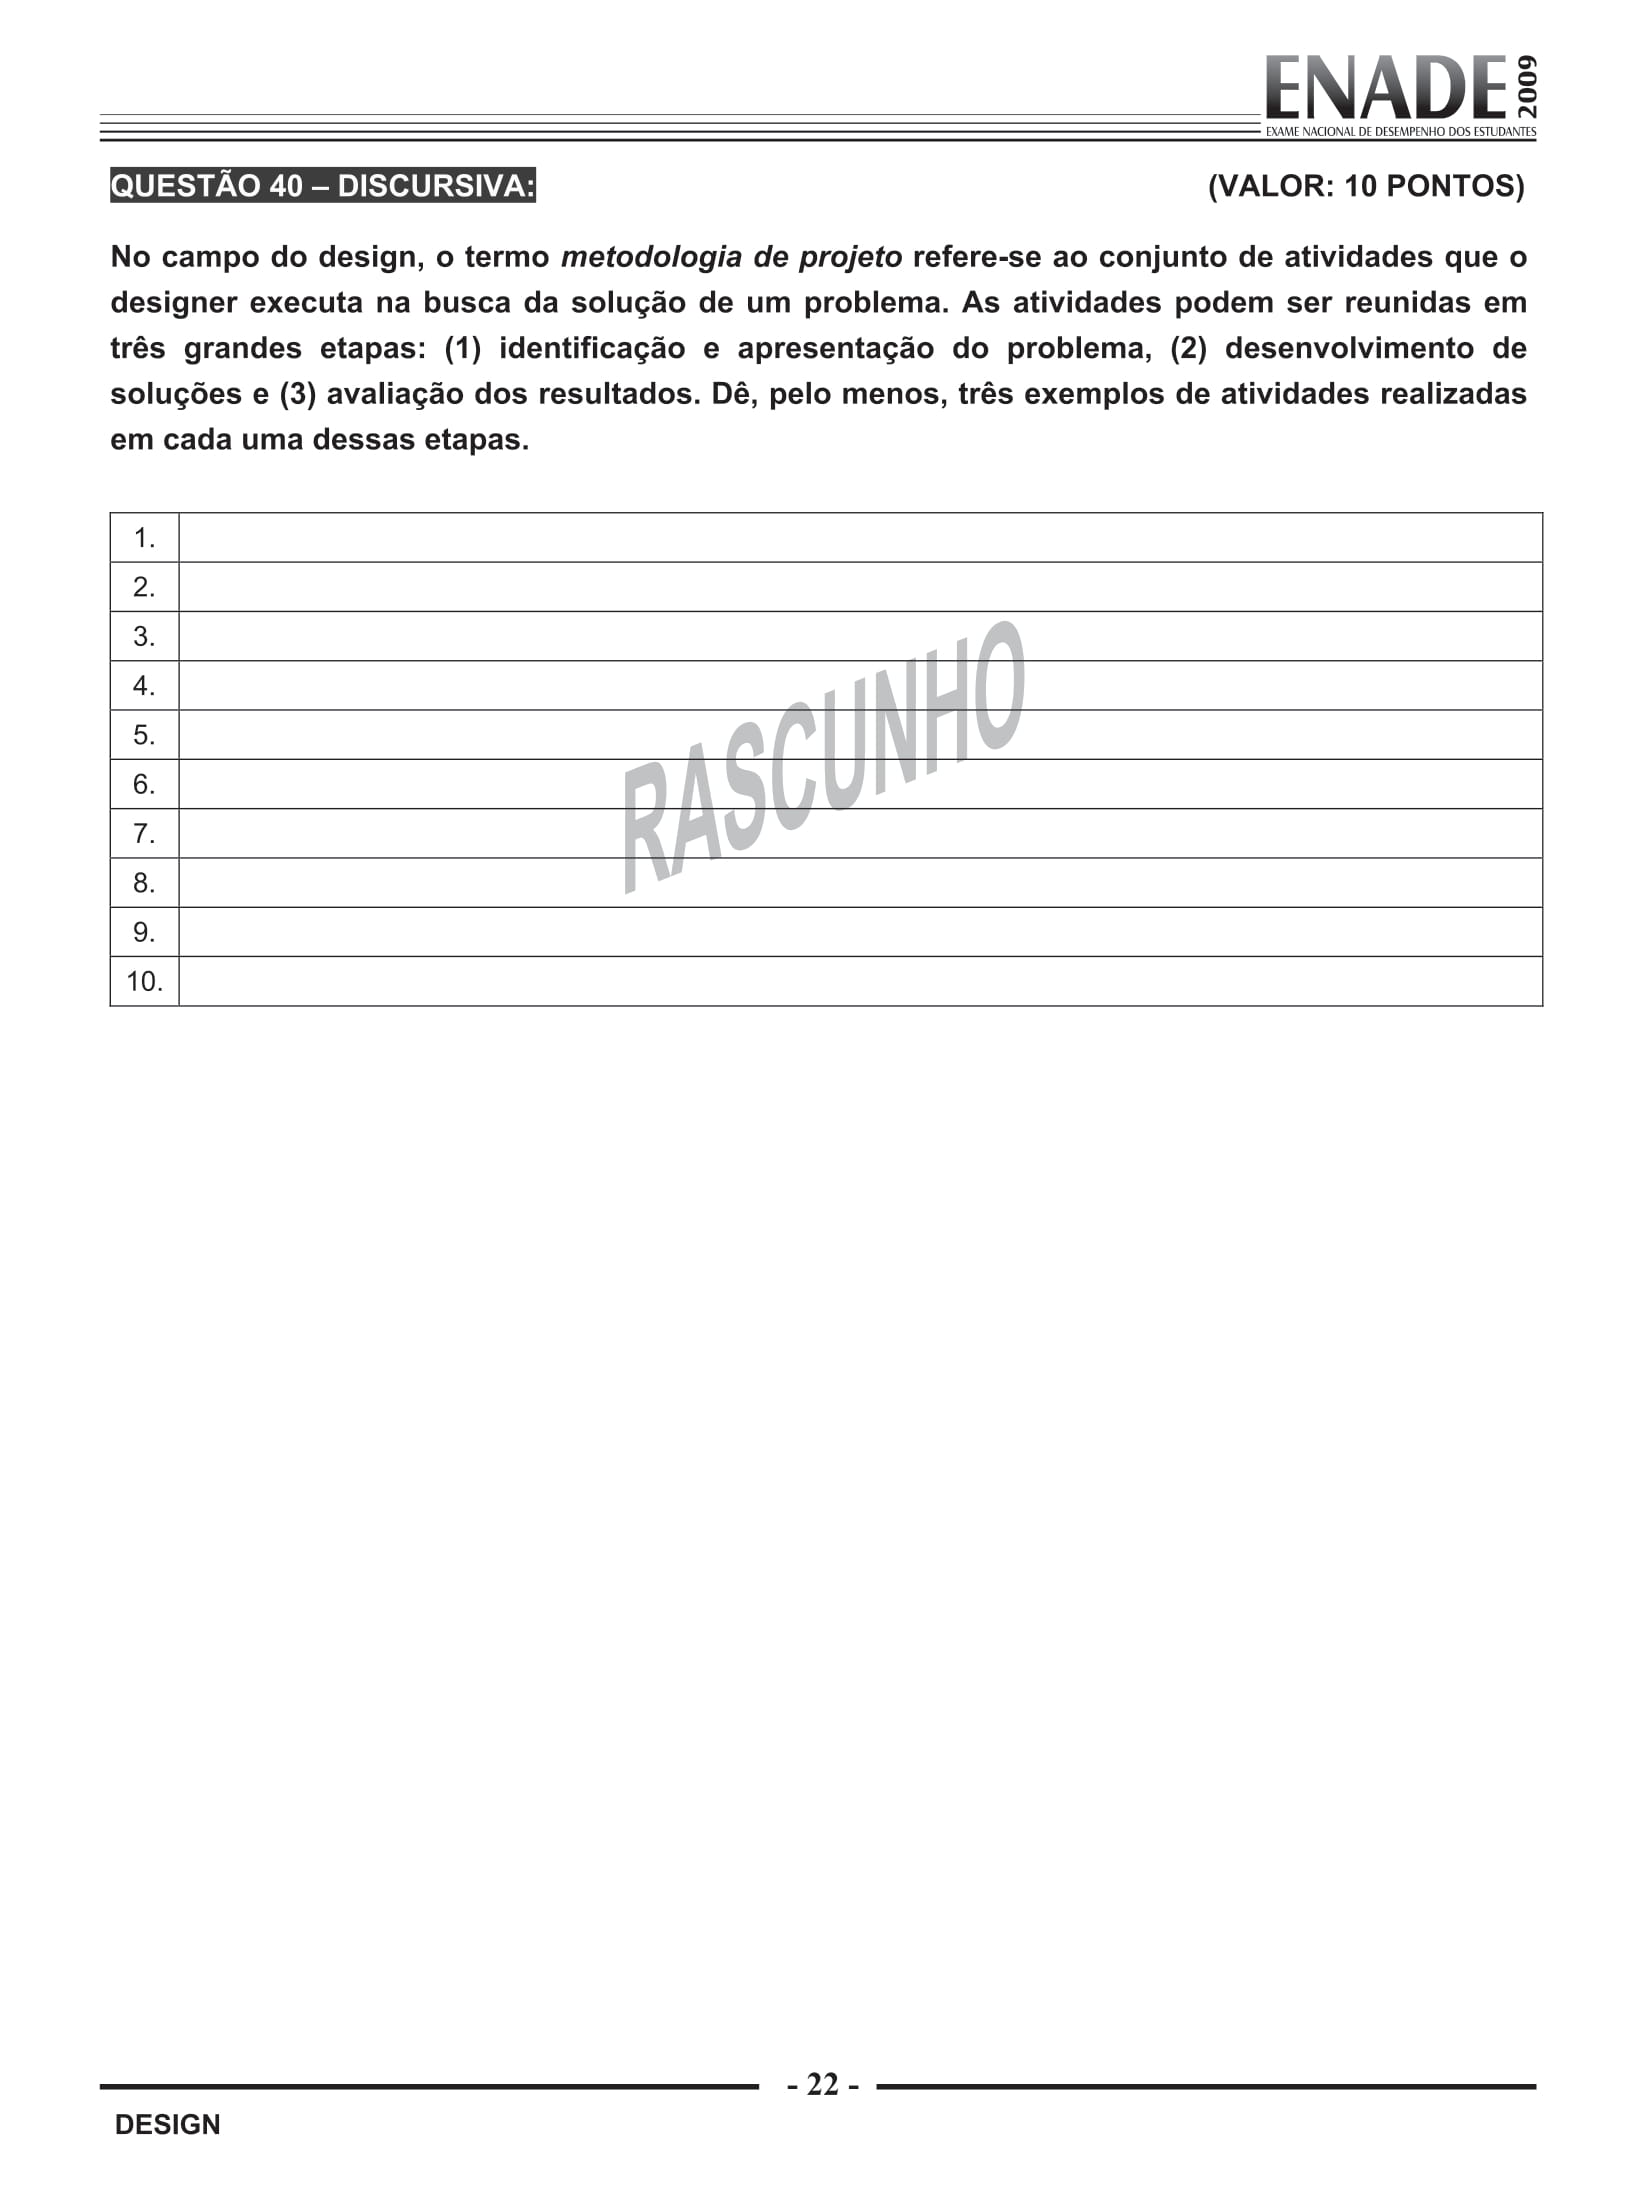 ENADE 2009
EXAME NACIONAL DE DESEMPENHO DOS ESTUDANTES
QUESTÃO 40 – DISCURSIVA: (VALOR: 10 PONTOS)
No campo do design, o termo metodologia de projeto refere-se ao conjunto de atividades que o
designer executa na busca da solução de um problema. As atividades podem ser reunidas em
três grandes etapas: (1) identificação e apresentação do problema, (2) desenvolvimento de
soluções e (3) avaliação dos resultados. Dê, pelo menos, três exemplos de atividades realizadas
em cada uma dessas etapas.
1.
2.
3.
4.
5.
6.
7.
8.
9.
10.
RASCUNHO
- 22 -
DESIGN